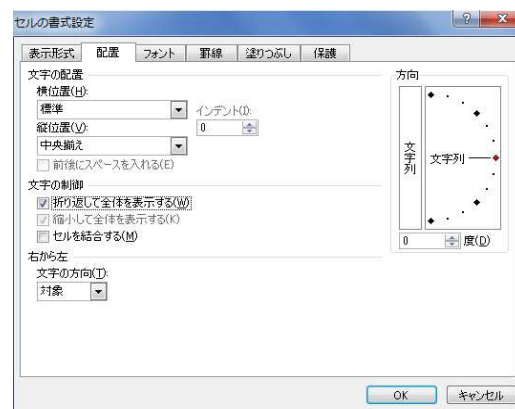 セルの書式設定
表示形式 配置 フォント 罫線 塗りつぶし 保護
文字の配置
横位置(H):
標準
インデント(I):
縦位置(V):
0
中央揃え
前後にスペースを入れる(E)
文字の制御
折り返して全体を表示する(W)
縮小して全体を表示する(K)
セルを結合する(M)
右から左
文字の方向(T):
対象
方向
文字列
文字列
0 度(D)
OK キャンセル